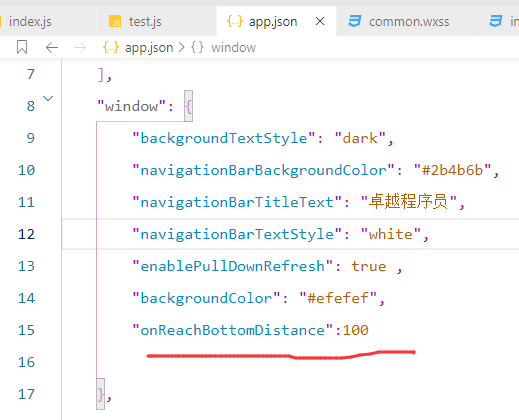 index.js test.js app.json common.wxss in
app.json > window
7 ],
8 "window": {
9 "backgroundTextStyle": "dark",
10 "navigationBarBackgroundColor": "#2b4b6b",
11 "navigationBarTitleText": "卓越程序员",
12 "navigationBarTextStyle": "white",
13 "enablePullDownRefresh": true ,
14 "backgroundColor": "#efefef",
15 "onReachBottomDistance":100
16
17 },